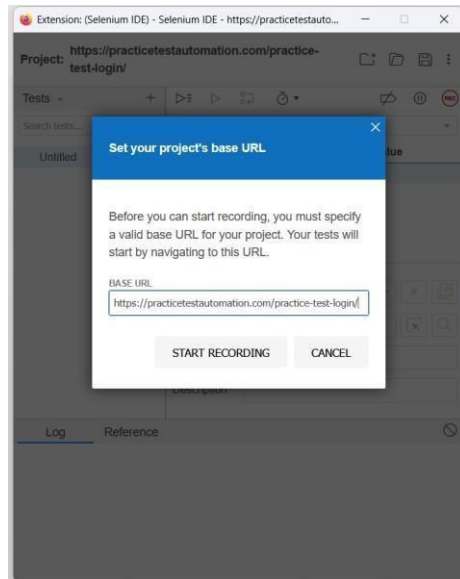 Extension: (Selenium IDE) - Selenium IDE - https://practicetestauto...
Project: https://practicetestautomation.com/practice-
test-login/
Tests
Search tests...
Untitled
Set your project's base URL
Before you can start recording, you must specify
a valid base URL for your project. Your tests will
start by navigating to this URL.
BASE URL
https://practicetestautomation.com/practice-test-login/
START RECORDING CANCEL
Description
Log Reference